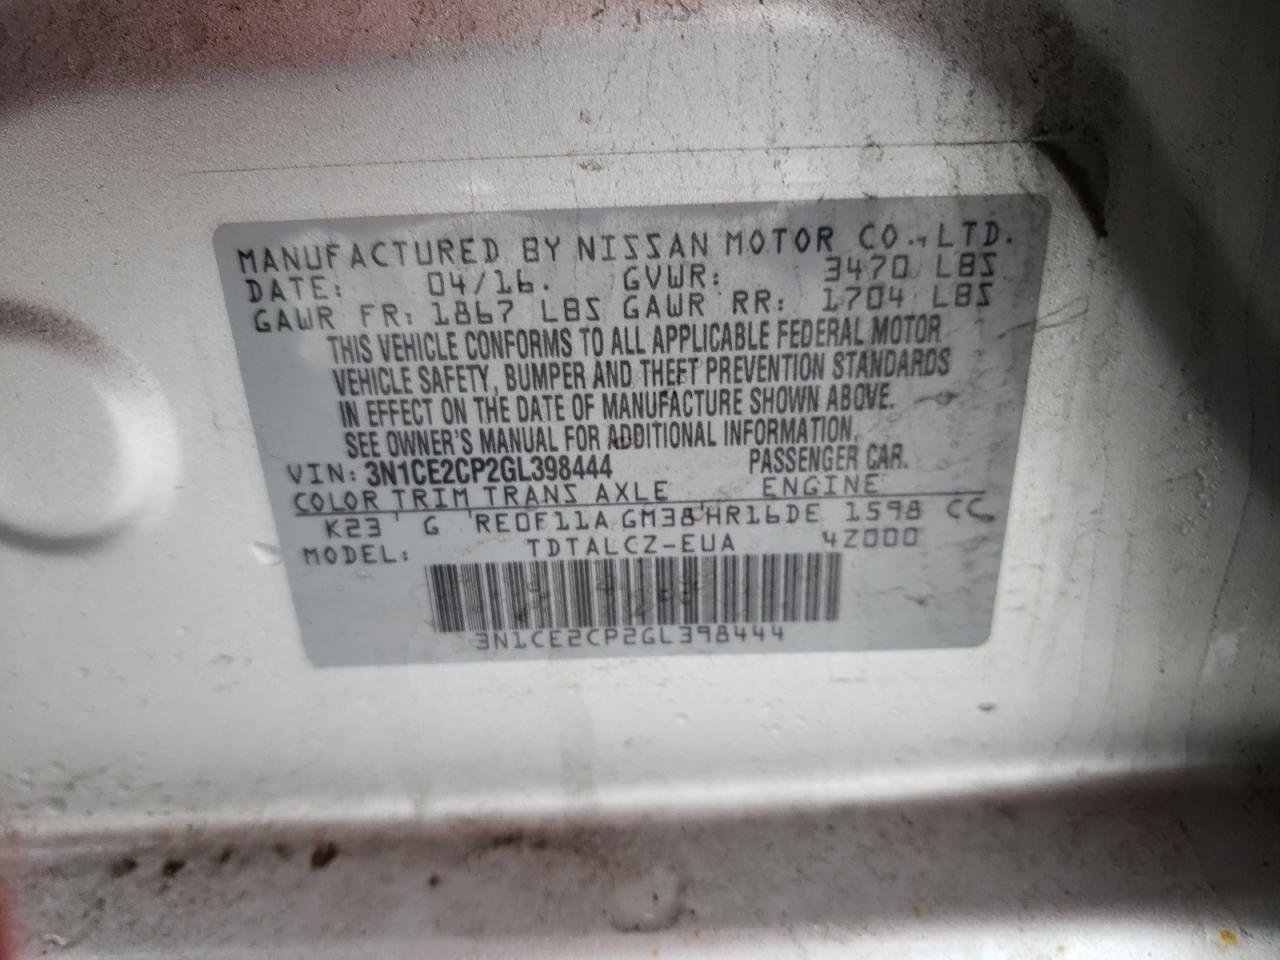 MANUFACTURED BY NISSAN MOTOR CO., LTD.
DATE: 04/16. GVWR: 3470 LBS
GAWR FR: 1867 LBS GAWR RR: 1704 LBS
THIS VEHICLE CONFORMS TO ALL APPLICABLE FEDERAL MOTOR
VEHICLE SAFETY, BUMPER AND THEFT PREVENTION STANDARDS
IN EFFECT ON THE DATE OF MANUFACTURE SHOWN ABOVE.
SEE OWNER'S MANUAL FOR ADDITIONAL INFORMATION.
VIN: 3N1CE2CP2GL398444 PASSENGER CAR.
COLOR TRIM TRANS AXLE ENGINE
K23 G RE0F11A GM38 HR16DE 1598 CC
MODEL: TDTALCZ-EUA 4Z000
3N1CE2CP2GL398444